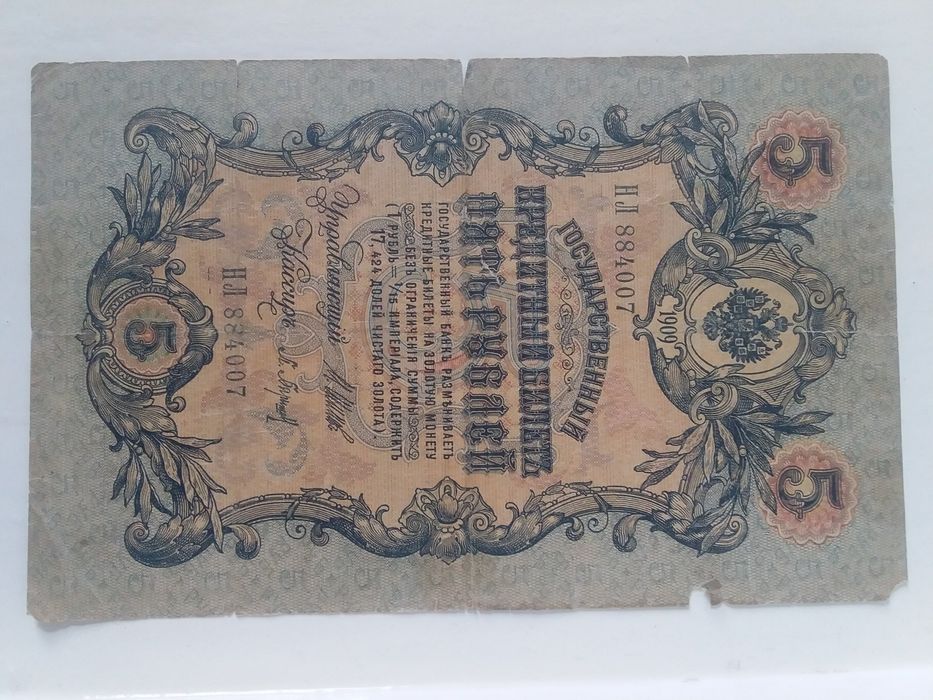 5 5
1909
ГОСУДАРСТВЕННЫЙ
КРЕДИТНЫЙ БИЛЕТЪ
ПЯТЬ РУБЛЕЙ
НЛ 884007
ГОСУДАРСТВЕННЫЙ БАНКЪ РАЗМѢНИВАЕТЪ
КРЕДИТНЫЕ БИЛЕТЫ НА ЗОЛОТУЮ МОНЕТУ
БЕЗЪ ОГРАНИЧЕНІЯ СУММЫ
(1 РУБЛЬ = 1/15 ИМПЕРІАЛА, СОДЕРЖИТЪ
17,424 ДОЛЕЙ ЧИСТАГО ЗОЛОТА)
Управляющій И. Шипов
Кассиръ
НЛ 884007
5